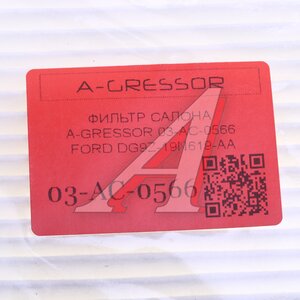 A-GRESSOR
ФИЛЬТР САЛОНА
A-GRESSOR 03-AC-0566
FORD DG9Z-19N619-AA
03-AC-0566